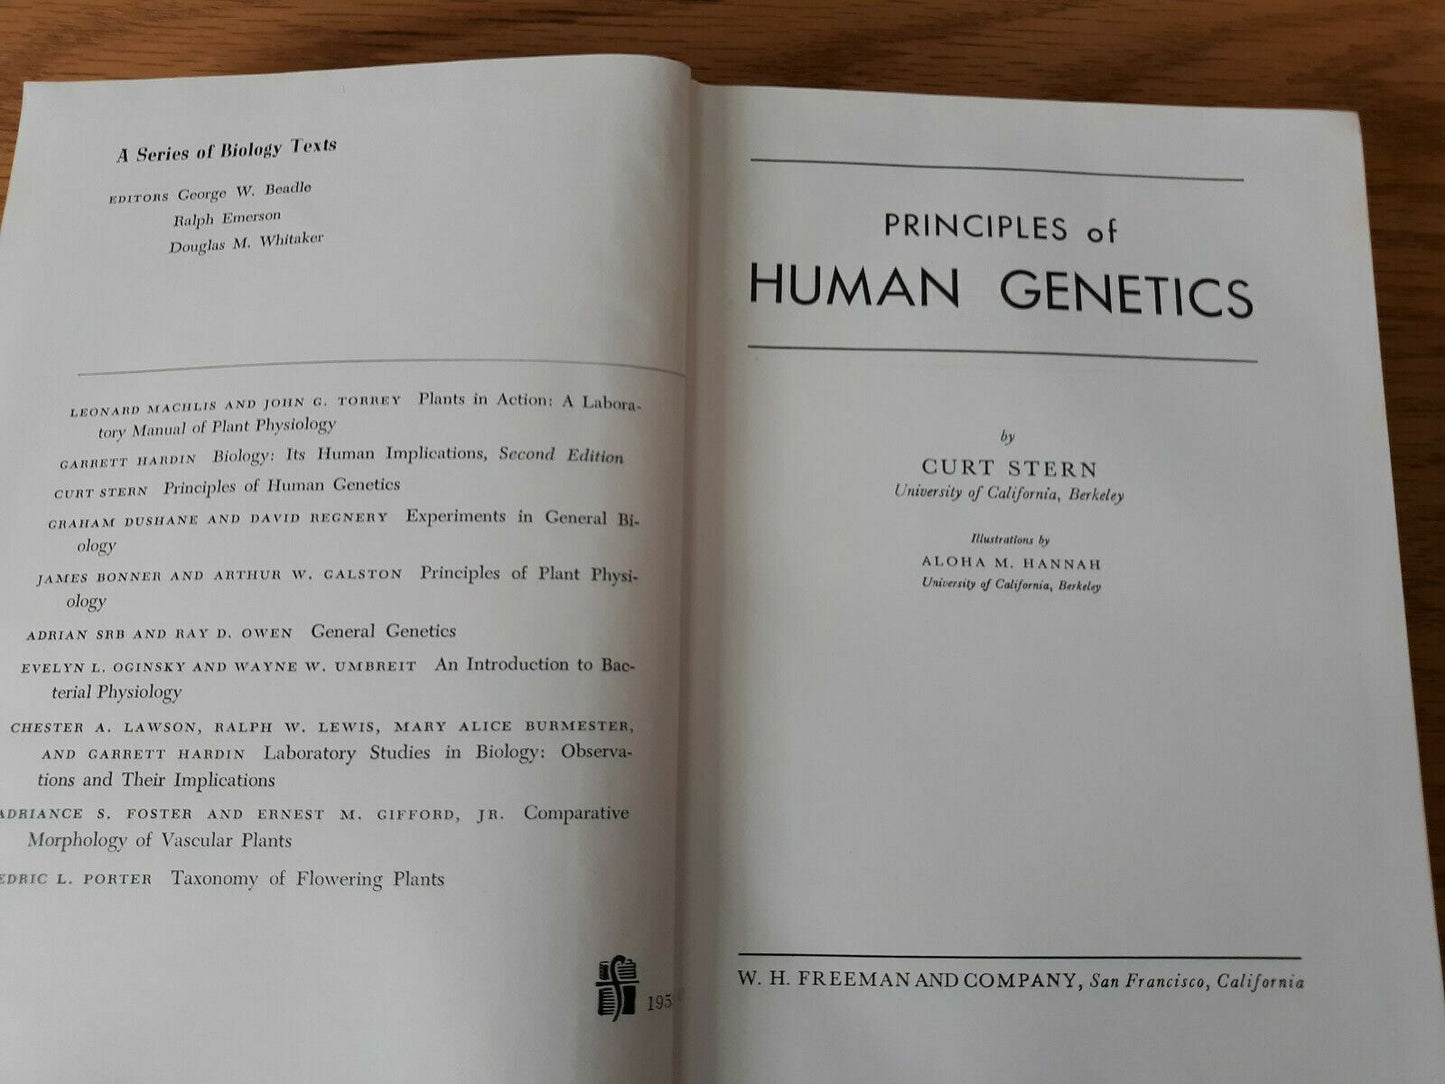 A Series of Biology Texts
EDITORS George W. Beadle
Ralph Emerson
Douglas M. Whitaker
LEONARD MACHLIS AND JOHN G. TORREY Plants in Action: A Labora-
tory Manual of Plant Physiology
GARRETT HARDIN Biology: Its Human Implications, Second Edition
CURT STERN Principles of Human Genetics
GRAHAM DUSHANE AND DAVID REGNERY Experiments in General Bi-
ology
JAMES BONNER AND ARTHUR W. GALSTON Principles of Plant Physi-
ology
ADRIAN SRB AND RAY D. OWEN General Genetics
EVELYN L. OGINSKY AND WAYNE W. UMBREIT An Introduction to Bac-
terial Physiology
CHESTER A. LAWSON, RALPH W. LEWIS, MARY ALICE BURMESTER,
AND GARRETT HARDIN Laboratory Studies in Biology: Observa-
tions and Their Implications
ADRIANCE S. FOSTER AND ERNEST M. GIFFORD, JR. Comparative
Morphology of Vascular Plants
EDRIC L. PORTER Taxonomy of Flowering Plants
PRINCIPLES of
HUMAN GENETICS
by
CURT STERN
University of California, Berkeley
Illustrations by
ALOHA M. HANNAH
University of California, Berkeley
W. H. FREEMAN AND COMPANY, San Francisco, California